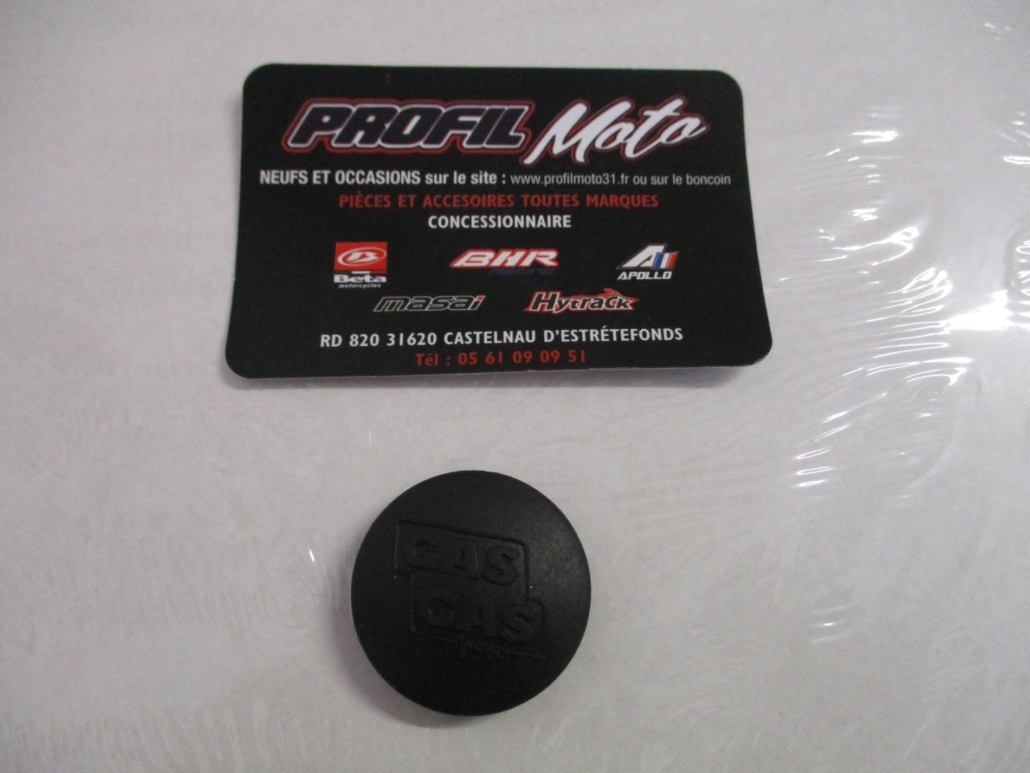 PROFIL Moto
NEUFS ET OCCASIONS sur le site : www.profilmoto31.fr ou sur le boncoin
PIÈCES ET ACCESOIRES TOUTES MARQUES
CONCESSIONNAIRE
Beta
motorcycles
BHR
RACING
APOLLO
masai
Hytrack
RD 820 31620 CASTELNAU D'ESTRÉTEFONDS
Tél : 05 61 09 09 51
GAS
GAS